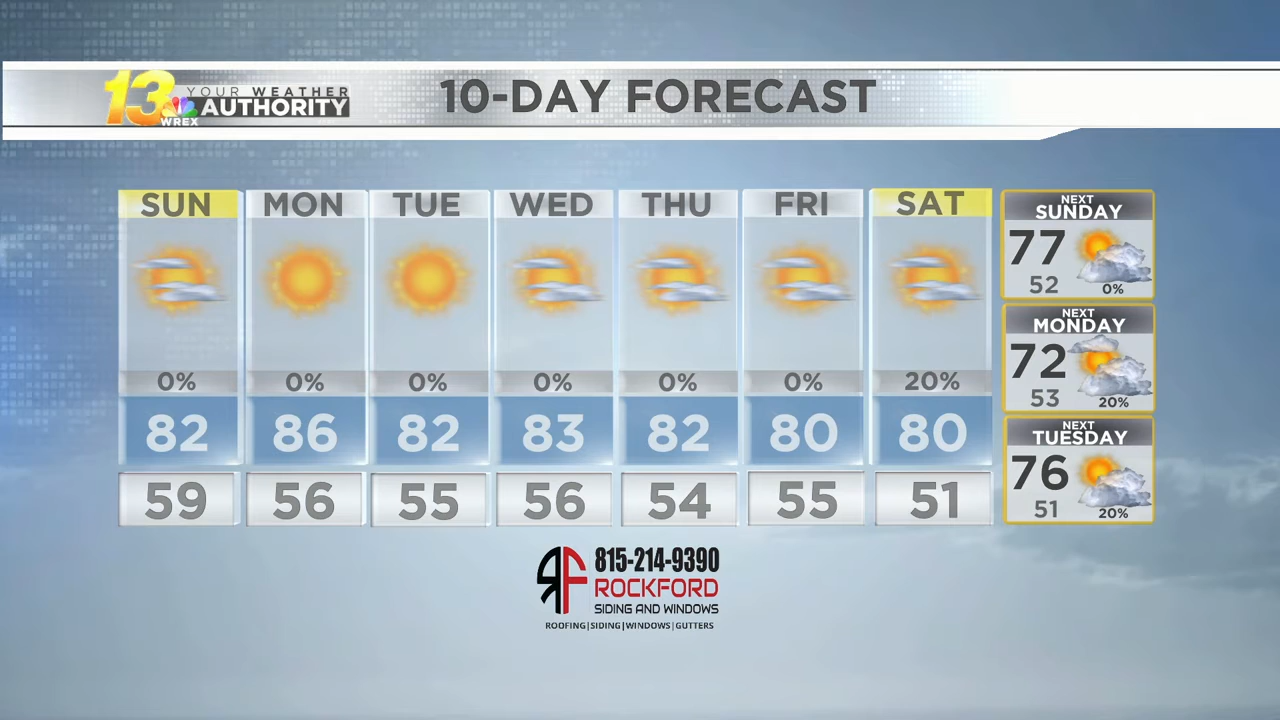 13 WREX
YOUR WEATHER
AUTHORITY
10-DAY FORECAST
SUN MON TUE WED THU FRI SAT
0% 0% 0% 0% 0% 0% 20%
82 86 82 83 82 80 80
59 56 55 56 54 55 51
NEXT
SUNDAY
77
52 0%
NEXT
MONDAY
72
53 20%
NEXT
TUESDAY
76
51 20%
815-214-9390
ROCKFORD
SIDING AND WINDOWS
ROOFING|SIDING|WINDOWS|GUTTERS